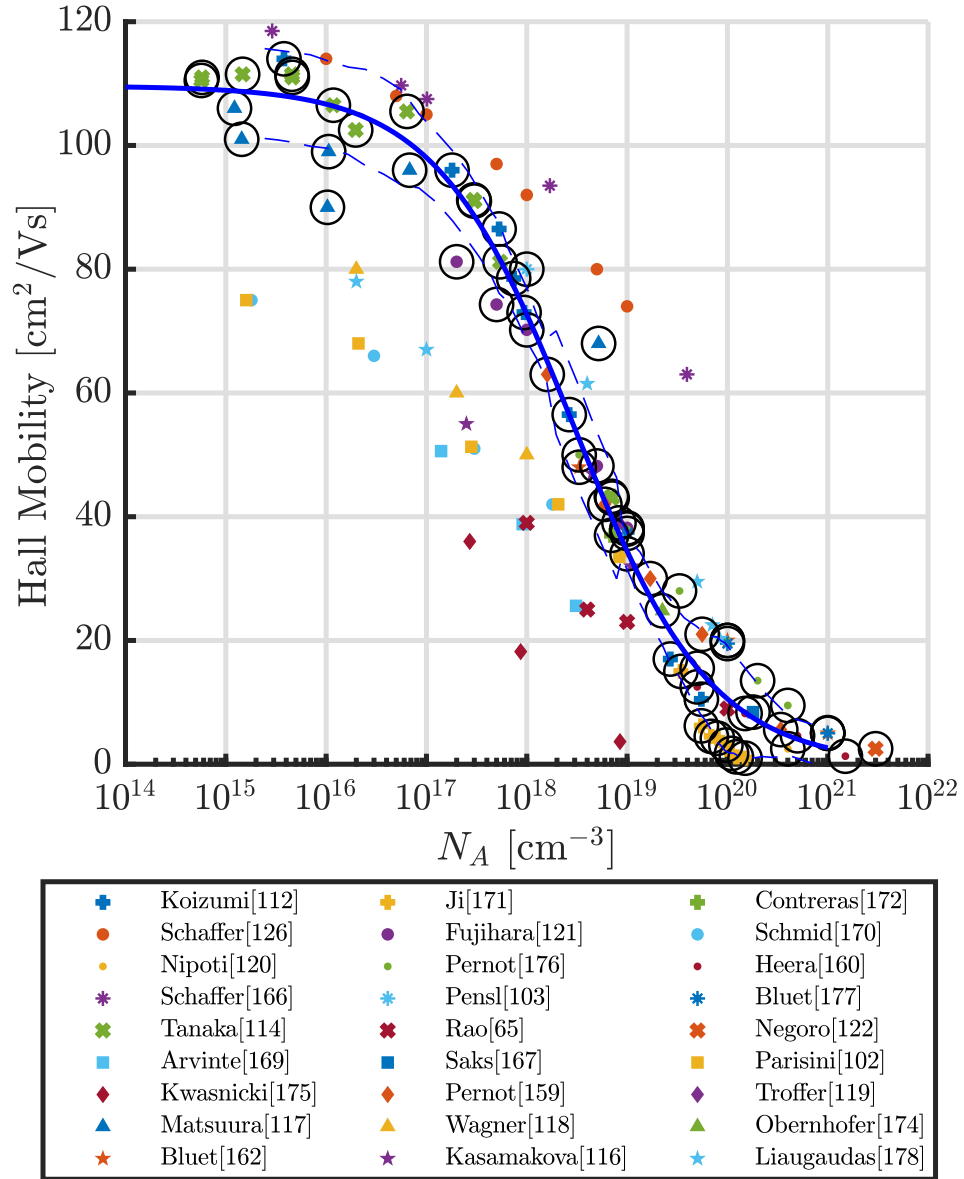 120
100
80
60
40
20
0
Hall Mobility [cm²/Vs]
10¹⁴ 10¹⁵ 10¹⁶ 10¹⁷ 10¹⁸ 10¹⁹ 10²⁰ 10²¹ 10²²
N_A [cm⁻³]
Koizumi[112] Ji[171] Contreras[172]
Schaffer[126] Fujihara[121] Schmid[170]
Nipoti[120] Pernot[176] Heera[160]
Schaffer[166] Pensl[103] Bluet[177]
Tanaka[114] Rao[65] Negoro[122]
Arvinte[169] Saks[167] Parisini[102]
Kwasnicki[175] Pernot[159] Troffer[119]
Matsuura[117] Wagner[118] Obernhofer[174]
Bluet[162] Kasamakova[116] Liaugaudas[178]